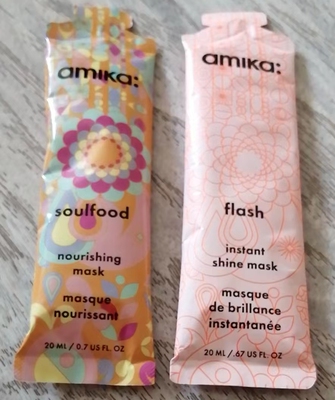 amika:
soulfood
nourishing
mask
masque
nourissant
20 ML / 0.7 US FL. OZ
amika:
flash
instant
shine mask
masque
de brillance
instantanée
20 ML / .67 US FL. OZ